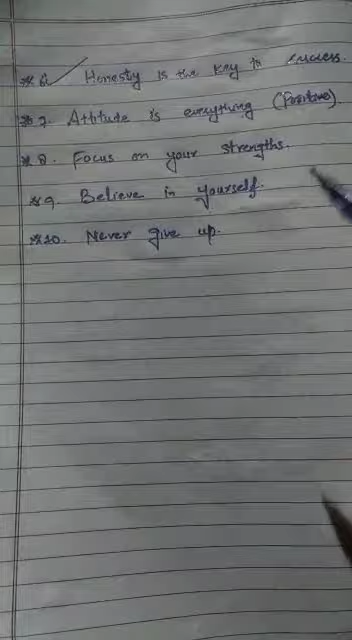 * 6. Honesty is the key in success.
* 7. Attitude is everything (Positive).
* 8. Focus on your strengths.
* 9. Believe in yourself.
* 10. Never give up.